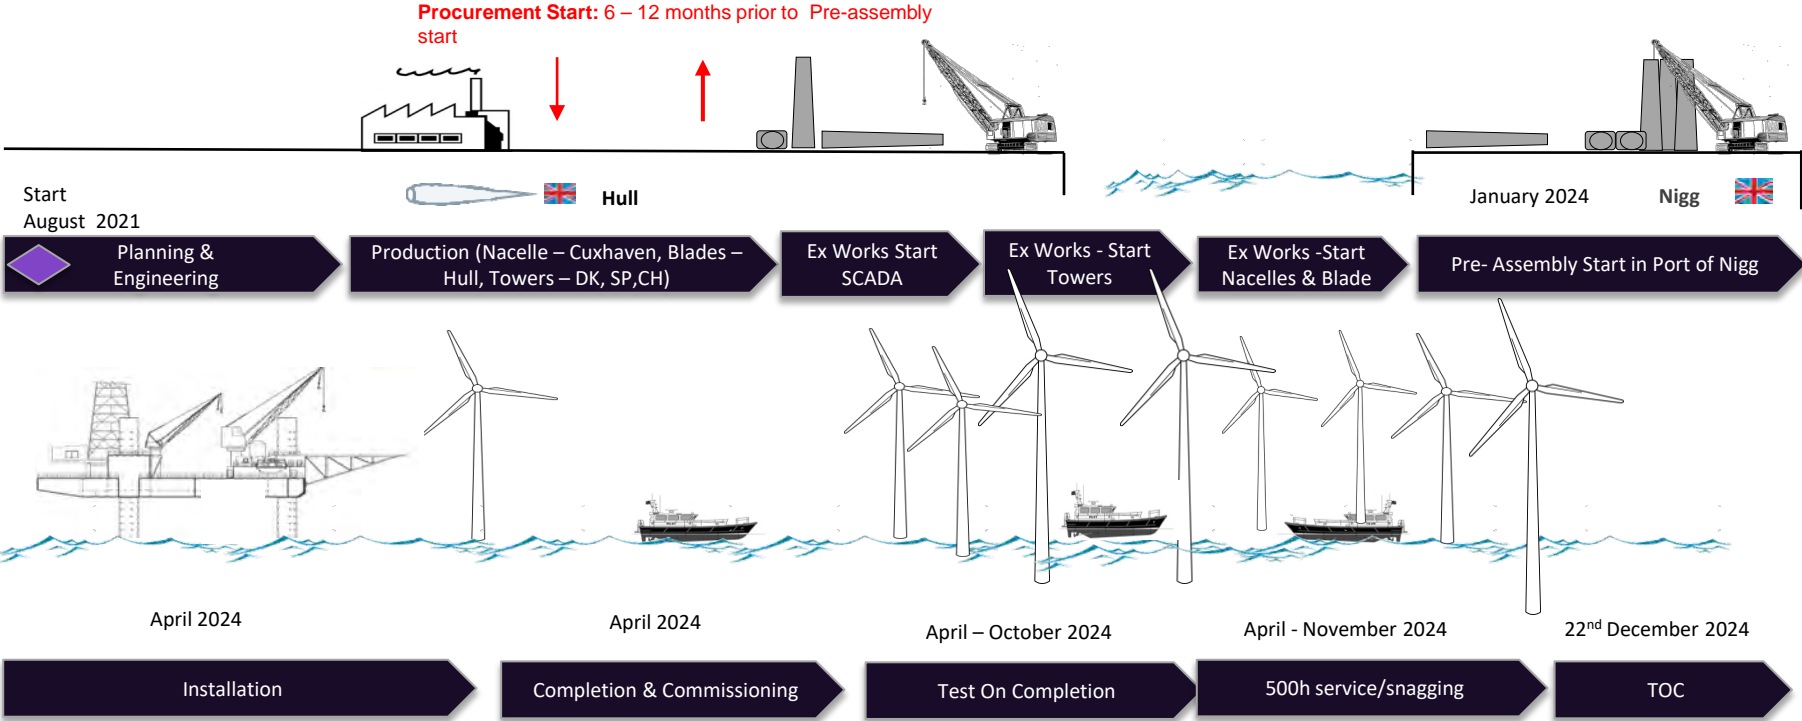 Procurement Start: 6 – 12 months prior to Pre-assembly
start
Start
August 2021
Hull
January 2024
Nigg
Planning &
Engineering
Production (Nacelle – Cuxhaven, Blades –
Hull, Towers – DK, SP,CH)
Ex Works Start
SCADA
Ex Works - Start
Towers
Ex Works -Start
Nacelles & Blade
Pre- Assembly Start in Port of Nigg
April 2024
April 2024
April – October 2024
April - November 2024
22nd December 2024
Installation
Completion & Commissioning
Test On Completion
500h service/snagging
TOC